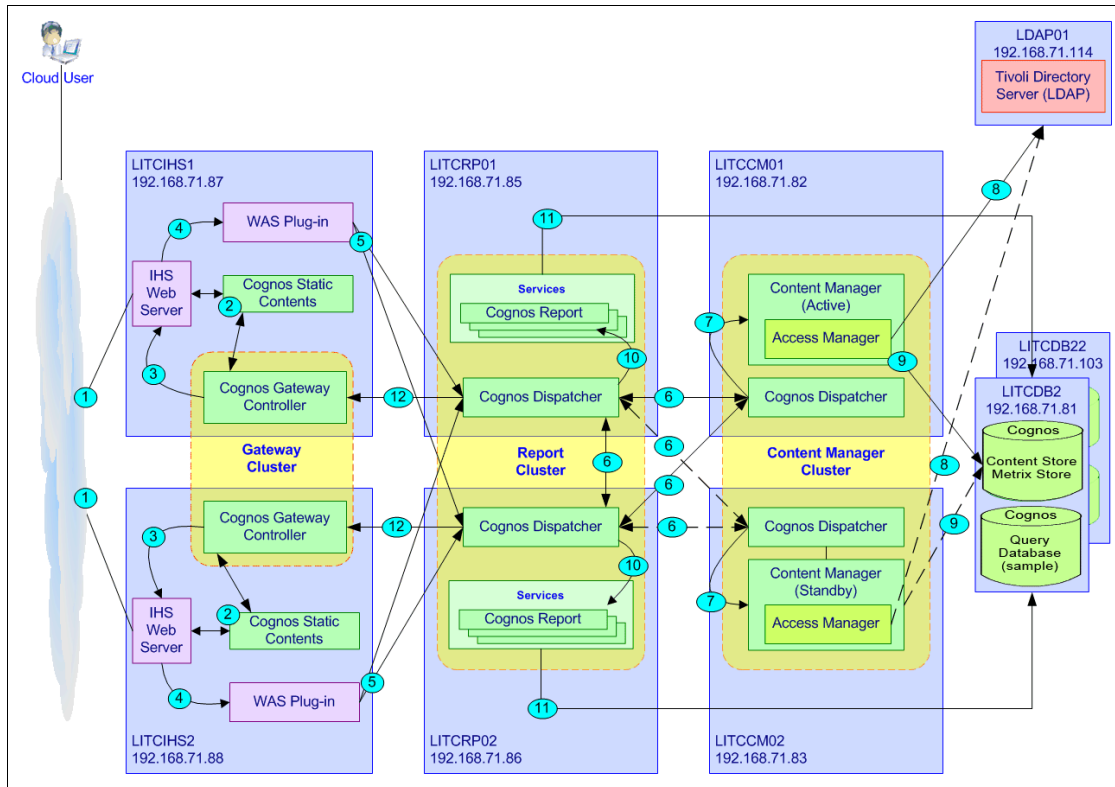 Cloud User
LITCIHS1
192.168.71.87
4
WAS Plug-in
5
IHS
Web
Server
Cognos Static
Contents
2
3
Cognos Gateway
Controller
1
12
Gateway
Cluster
1
3
Cognos Gateway
Controller
12
2
IHS
Web
Server
Cognos Static
Contents
4
WAS Plug-in
5
LITCIHS2
192.168.71.88
LITCRP01
192.168.71.85
11
Services
Cognos Report
10
Cognos Dispatcher
6
6
Report
Cluster
6
6
Cognos Dispatcher
6
10
Services
Cognos Report
11
LITCRP02
192.168.71.86
LITCCM01
192.168.71.82
8
Content Manager
(Active)
7
Access Manager
9
Cognos Dispatcher
Content Manager
Cluster
8
Cognos Dispatcher
9
Content Manager
(Standby)
7
Access Manager
LITCCM02
192.168.71.83
LDAP01
192.168.71.114
Tivoli Directory
Server (LDAP)
LITCDB22
192.168.71.103
LITCDB2
192.168.71.81
Cognos
Content Store
Metrix Store
Cognos
Query
Database
(sample)